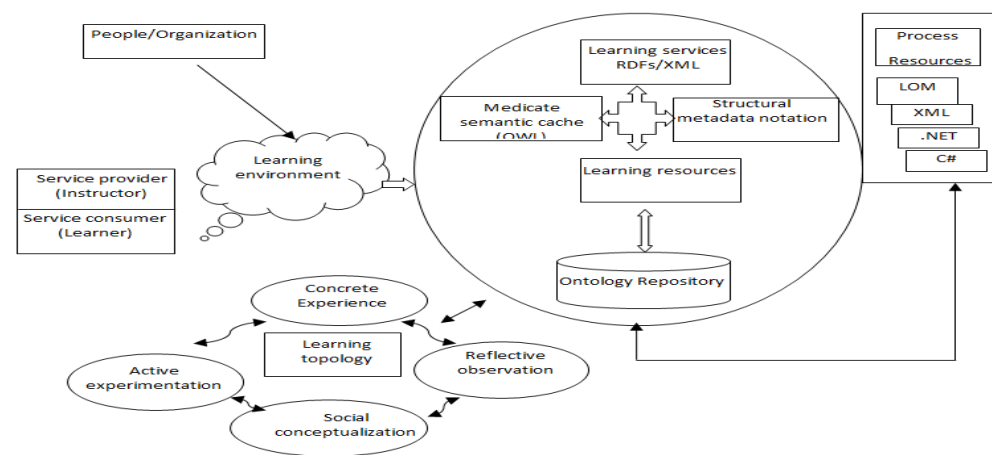 People/Organization
Learning
environment
Service provider
(Instructor)
Service consumer
(Learner)
Learning services
RDFs/XML
Medicate
semantic cache
(OWL)
Structural
metadata notation
Learning resources
Ontology Repository
Process
Resources
LOM
XML
.NET
C#
Concrete
Experience
Learning
topology
Reflective
observation
Active
experimentation
Social
conceptualization